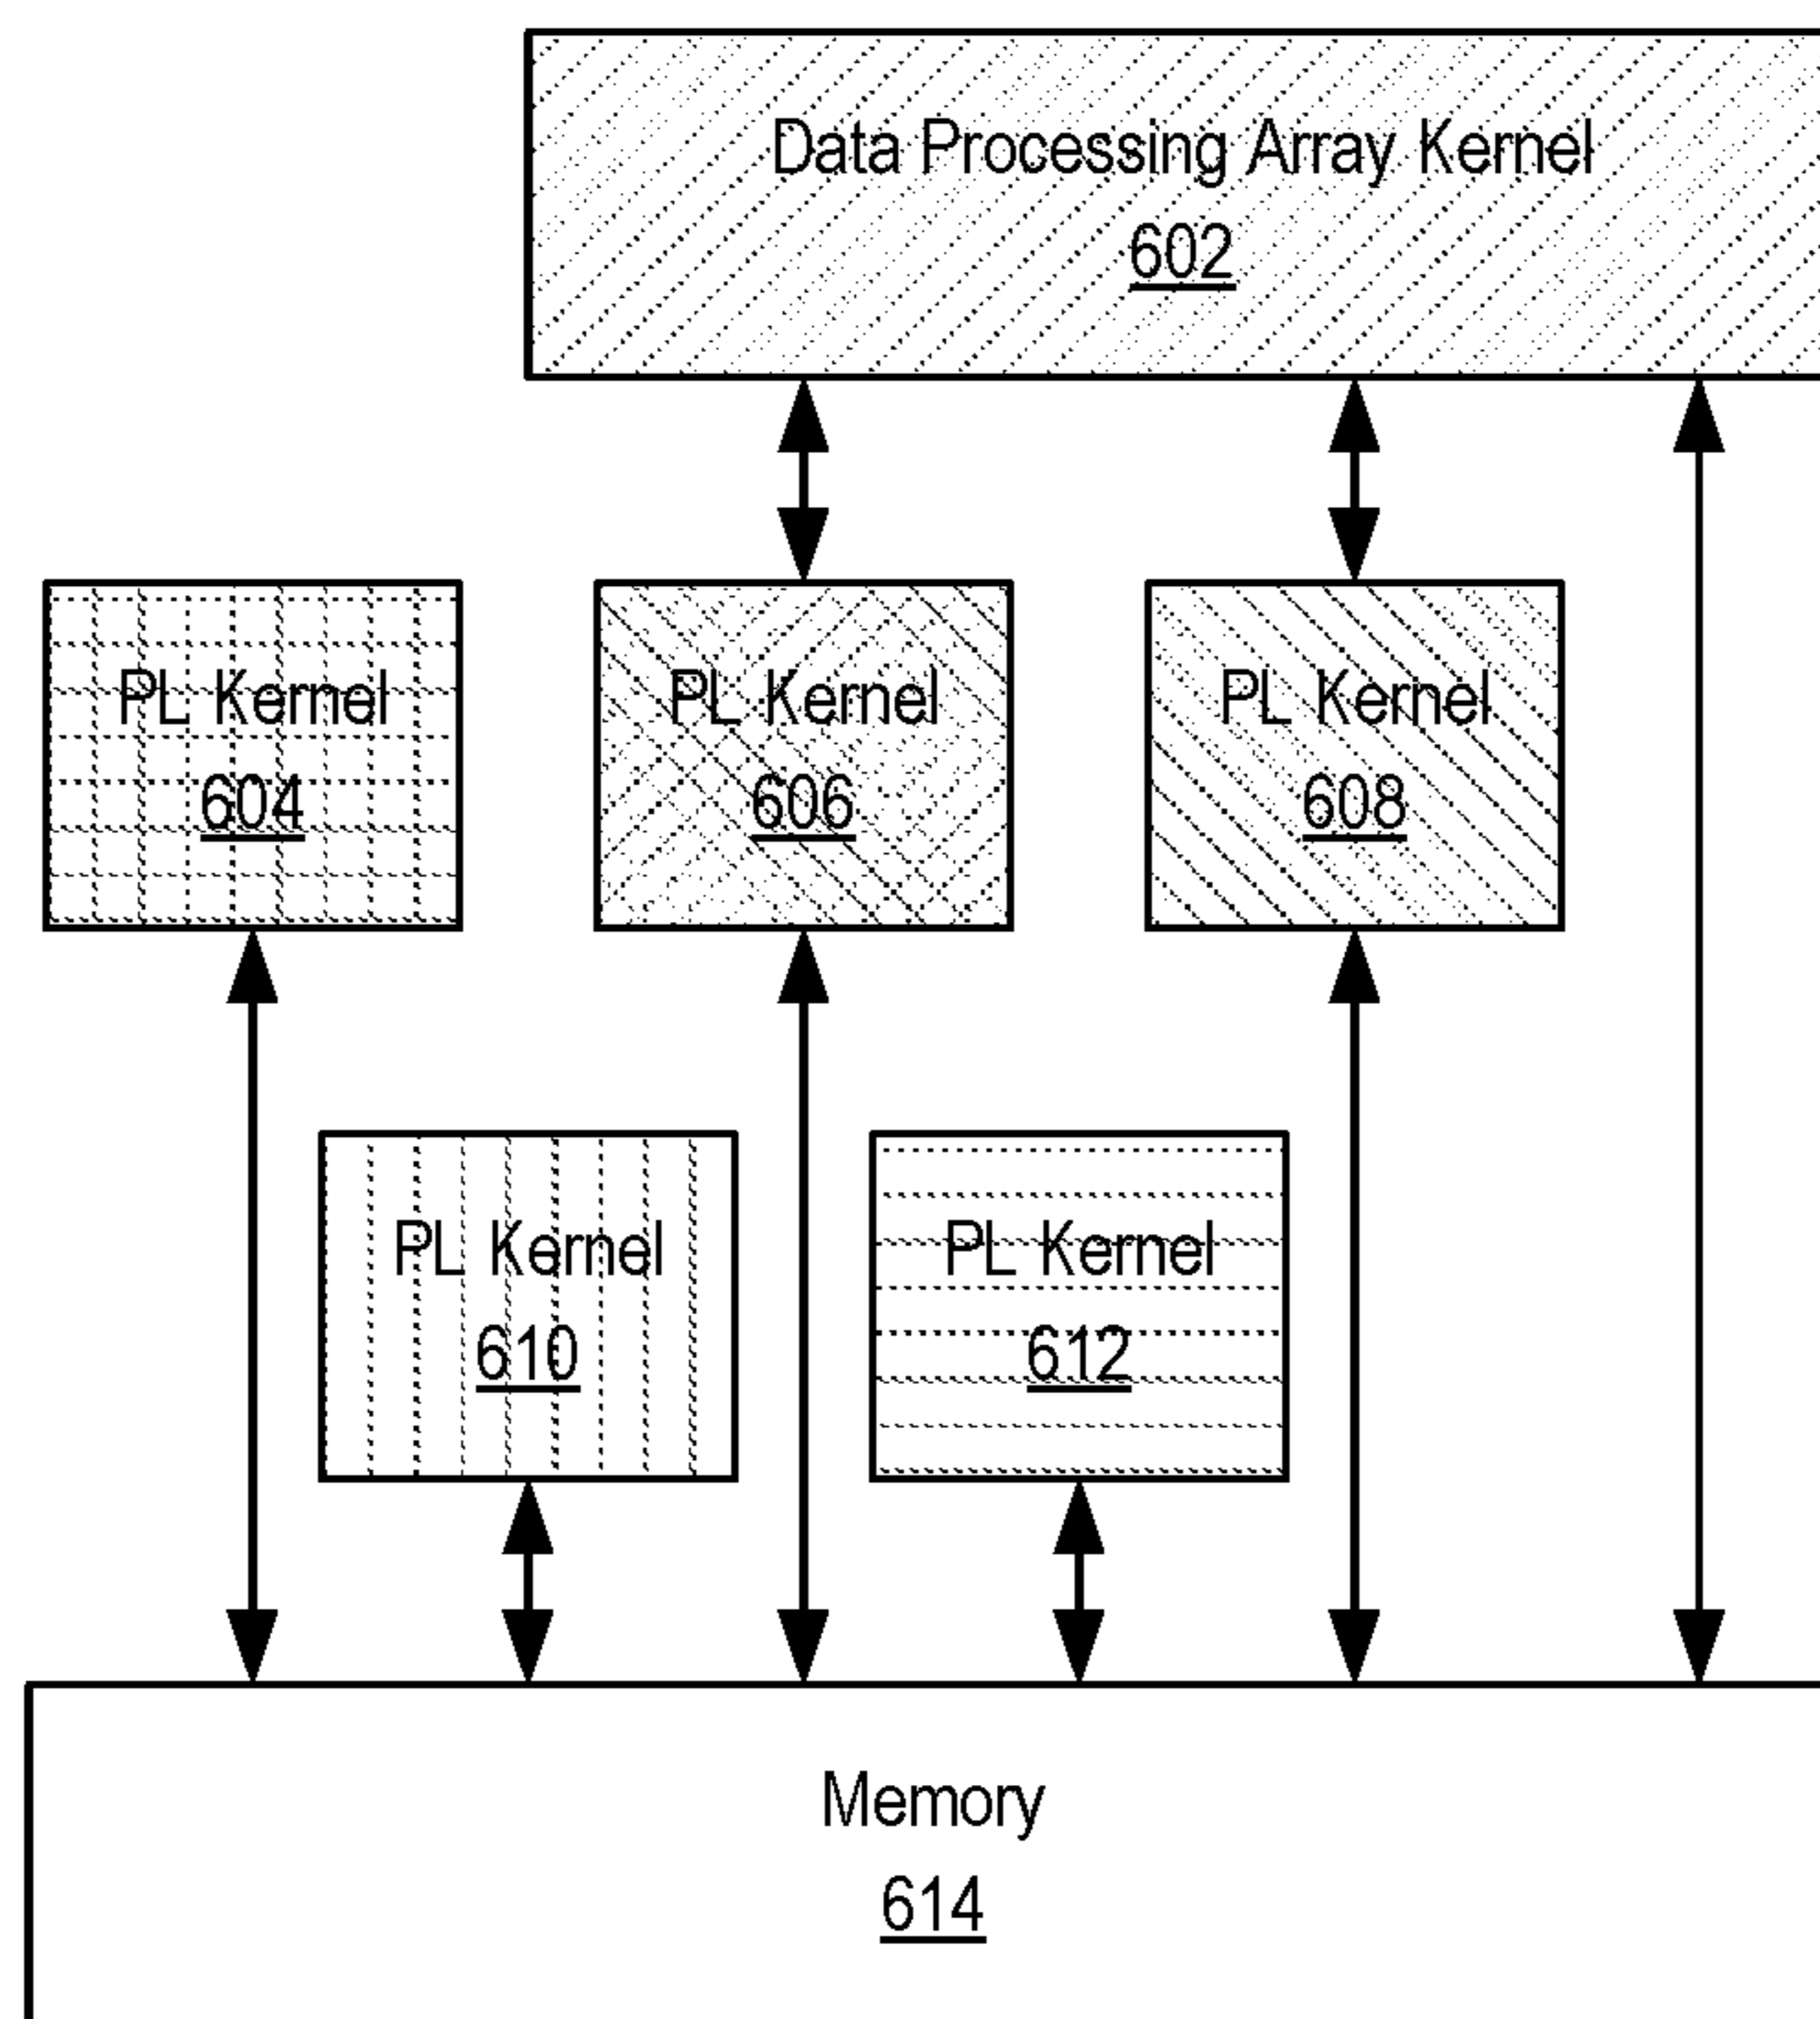 Data Processing Array Kernel
602
PL Kernel
604
PL Kernel
606
PL Kernel
608
PL Kernel
610
PL Kernel
612
Memory
614